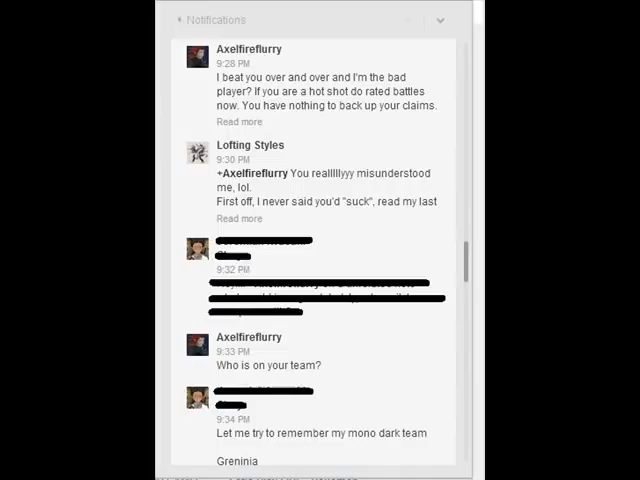 Notifications
Axelfireflurry
9:28 PM
I beat you over and over and I'm the bad
player? If you are a hot shot do rated battles
now. You have nothing to back up your claims.
Read more
Lofting Styles
9:30 PM
+Axelfireflurry You realllllyyy misunderstood
me, lol.
First off, I never said you'd "suck", read my last
Read more
9:32 PM
Axelfireflurry
9:33 PM
Who is on your team?
9:34 PM
Let me try to remember my mono dark team
Greninia